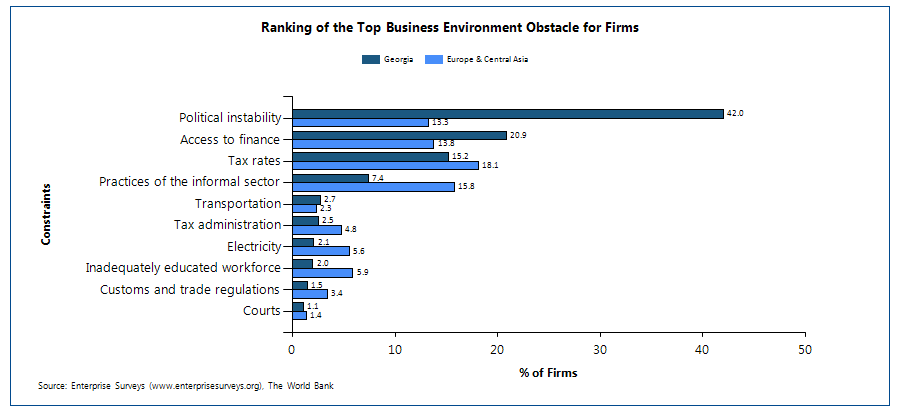 Ranking of the Top Business Environment Obstacle for Firms
Georgia Europe & Central Asia
Constraints
Political instability 42.0
13.3
Access to finance 20.9
13.8
Tax rates 15.2
18.1
Practices of the informal sector 7.4
15.8
Transportation 2.7
2.3
Tax administration 2.5
4.8
Electricity 2.1
5.6
Inadequately educated workforce 2.0
5.9
Customs and trade regulations 1.5
3.4
Courts 1.1
1.4
0 10 20 30 40 50
% of Firms
Source: Enterprise Surveys (www.enterprisesurveys.org), The World Bank